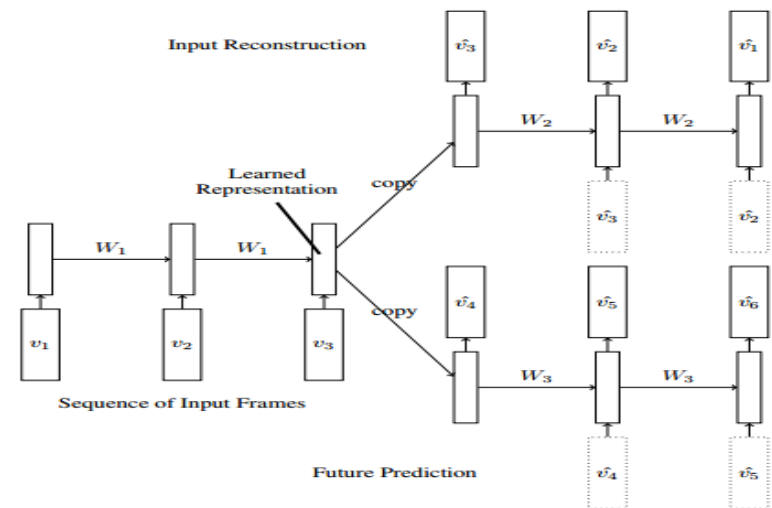 Input Reconstruction
v̂₃ v̂₂ v̂₁
W₂ W₂
Learned
Representation
copy
v̂₃ v̂₂
W₁ W₁
v₁ v₂ v₃
copy
v̂₄ v̂₅ v̂₆
W₃ W₃
Sequence of Input Frames
v̂₄ v̂₅
Future Prediction